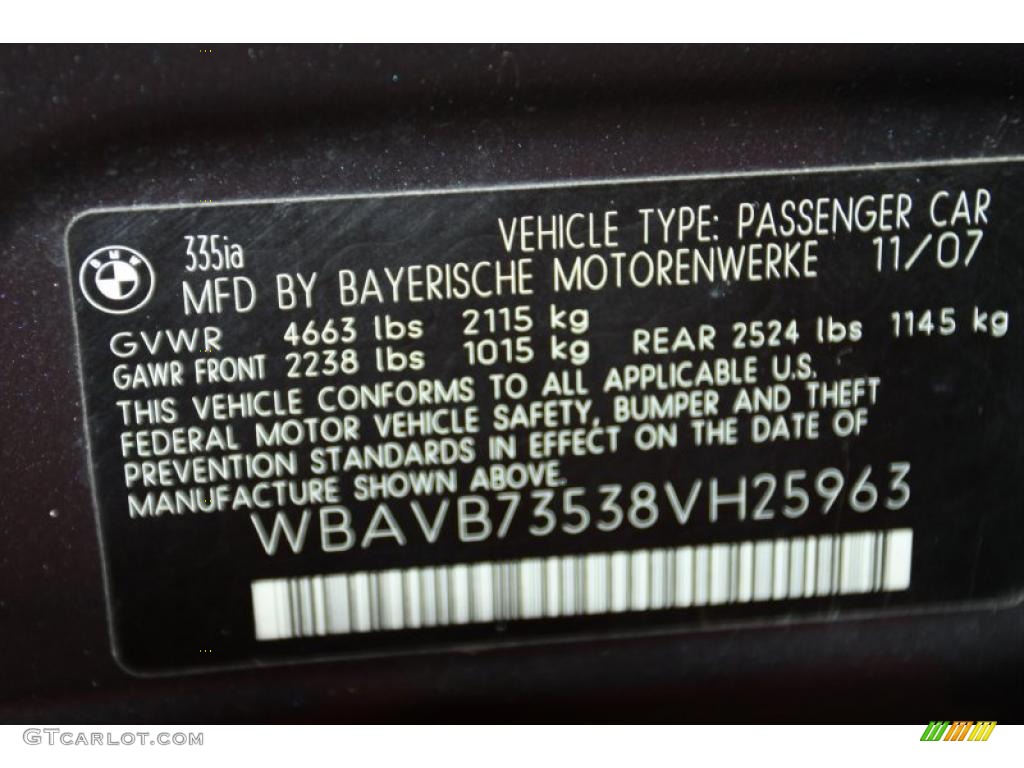 BMW
335ia
VEHICLE TYPE: PASSENGER CAR
MFD BY BAYERISCHE MOTORENWERKE 11/07
GVWR 4663 lbs 2115 kg
GAWR FRONT 2238 lbs 1015 kg REAR 2524 lbs 1145 kg
THIS VEHICLE CONFORMS TO ALL APPLICABLE U.S.
FEDERAL MOTOR VEHICLE SAFETY, BUMPER AND THEFT
PREVENTION STANDARDS IN EFFECT ON THE DATE OF
MANUFACTURE SHOWN ABOVE.
WBAVB73538VH25963
GTCARLOT.COM